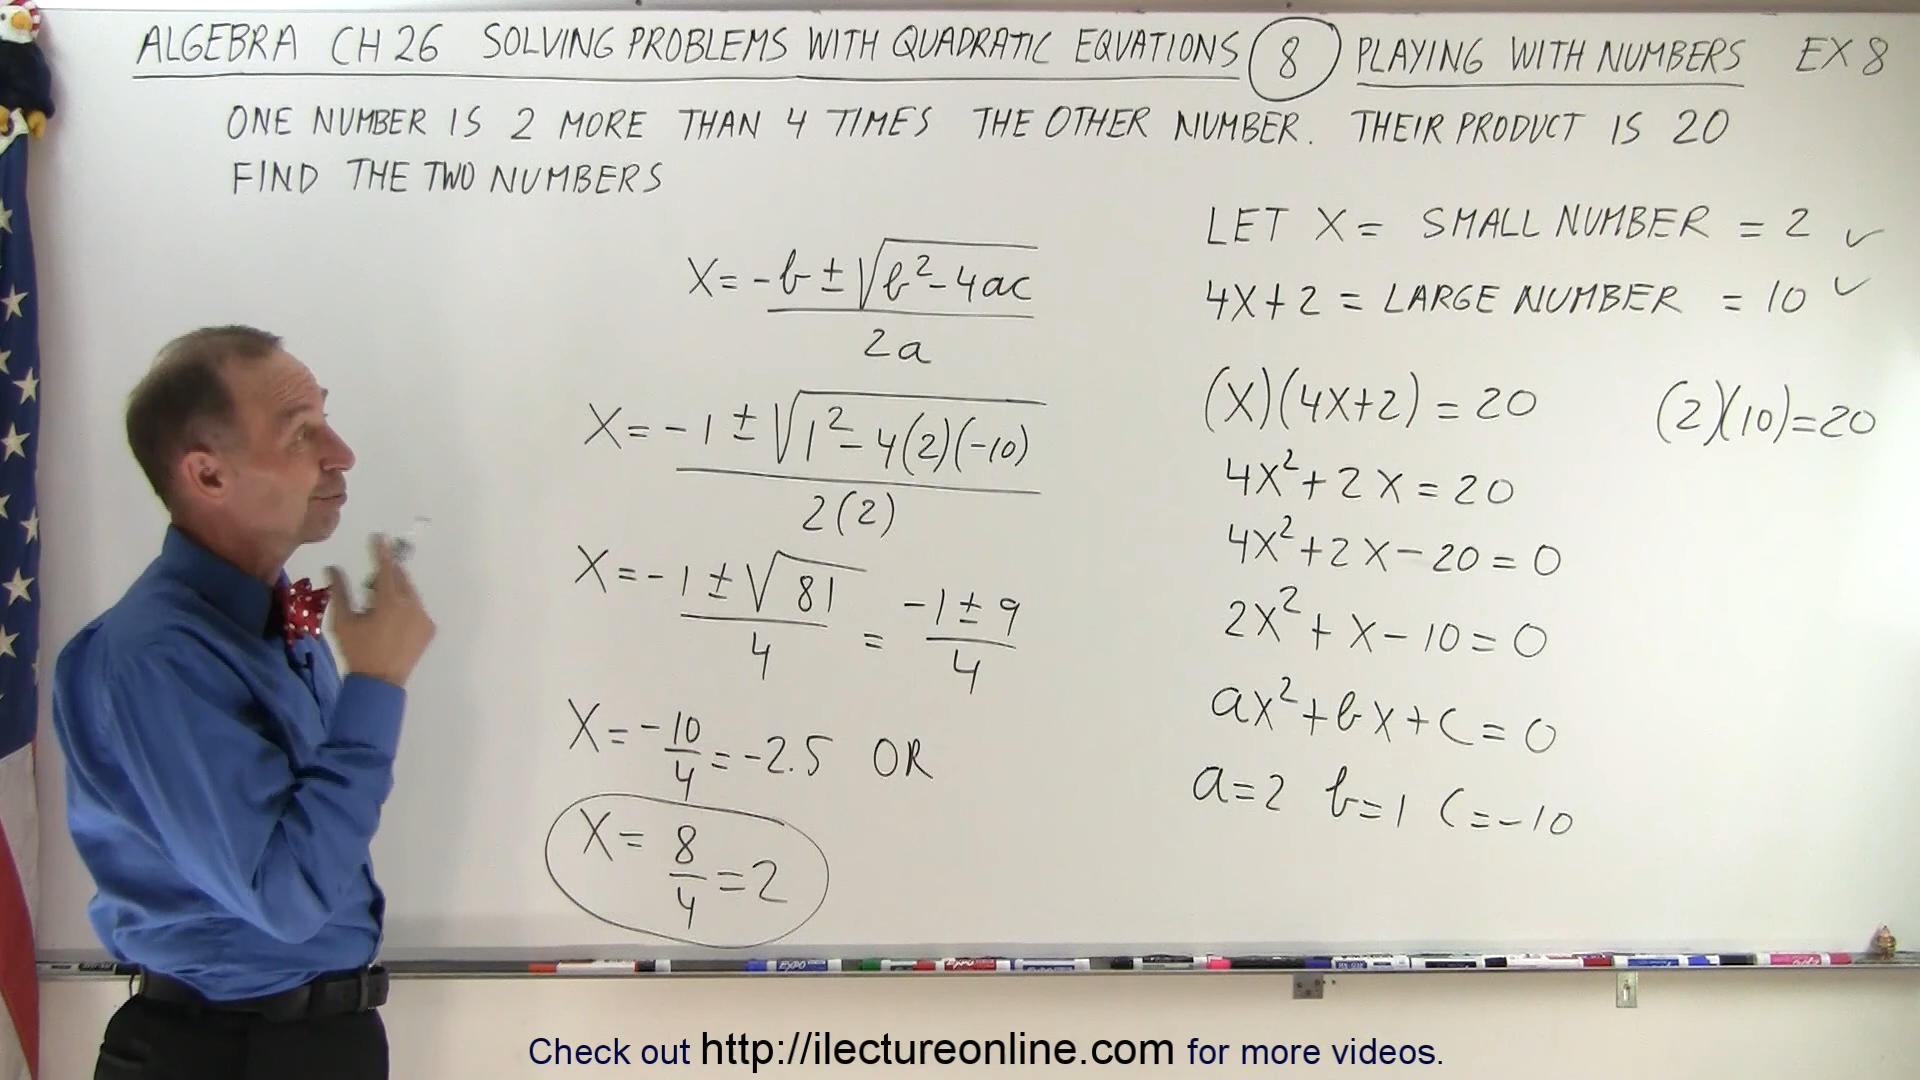 ALGEBRA CH 26 SOLVING PROBLEMS WITH QUADRATIC EQUATIONS 8 PLAYING WITH NUMBERS EX 8
ONE NUMBER IS 2 MORE THAN 4 TIMES THE OTHER NUMBER. THEIR PRODUCT IS 20
FIND THE TWO NUMBERS
X = -b ± √(b² - 4ac) / 2a
X = -1 ± √(1² - 4(2)(-10)) / 2(2)
X = -1 ± √81 / 4 = -1 ± 9 / 4
X = -10/4 = -2.5 OR
X = 8/4 = 2
LET X = SMALL NUMBER = 2 ✓
4X + 2 = LARGE NUMBER = 10 ✓
(X)(4X+2) = 20 (2)(10) = 20
4X² + 2X = 20
4X² + 2X - 20 = 0
2X² + X - 10 = 0
aX² + bX + C = 0
a = 2 b = 1 C = -10
EXPO
Check out http://ilectureonline.com for more videos.